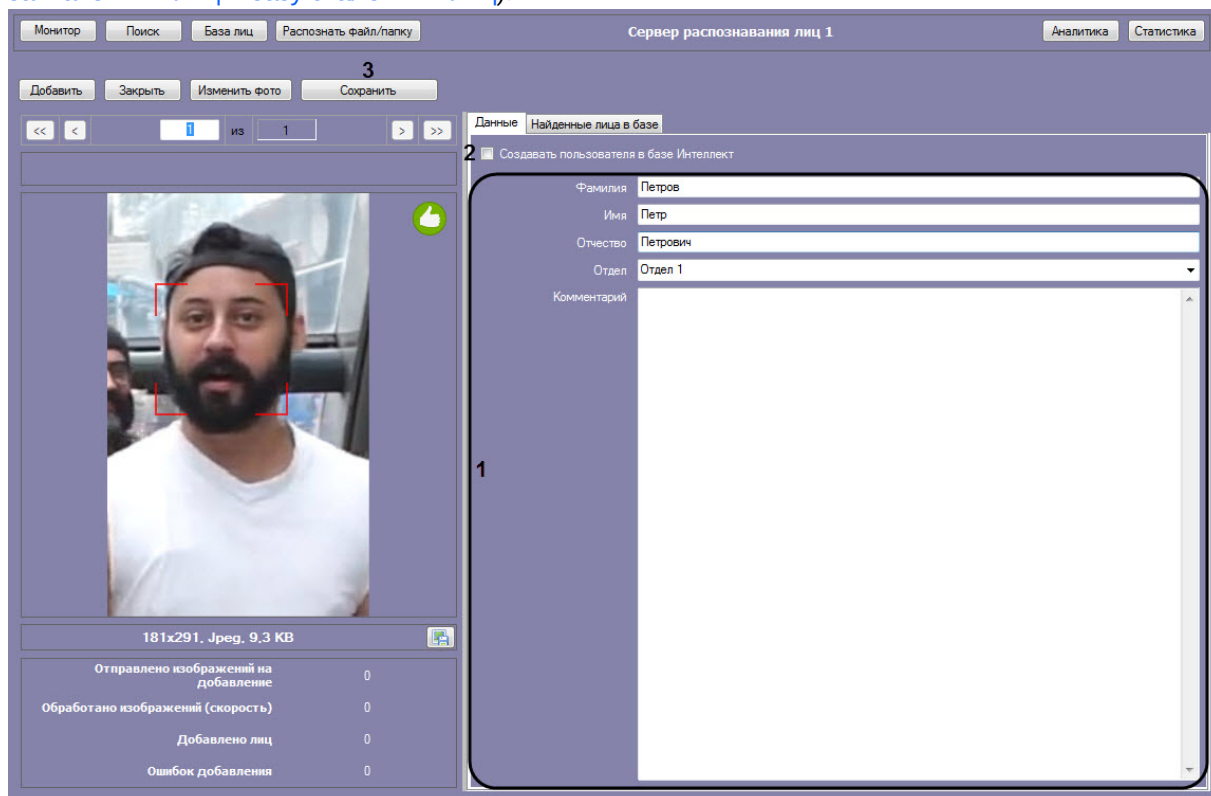 Монитор Поиск База лиц Распознать файл/папку Сервер распознавания лиц 1 Аналитика Статистика
3
Добавить Закрыть Изменить фото Сохранить
<< < 1 из 1 > >>
Данные Найденные лица в базе
2 Создавать пользователя в базе Интеллект
Фамилия Петров
Имя Петр
Отчество Петрович
Отдел Отдел 1
Комментарий
1
181x291, Jpeg, 9,3 KB
Отправлено изображений на
добавление 0
Обработано изображений (скорость) 0
Добавлено лиц 0
Ошибок добавления 0